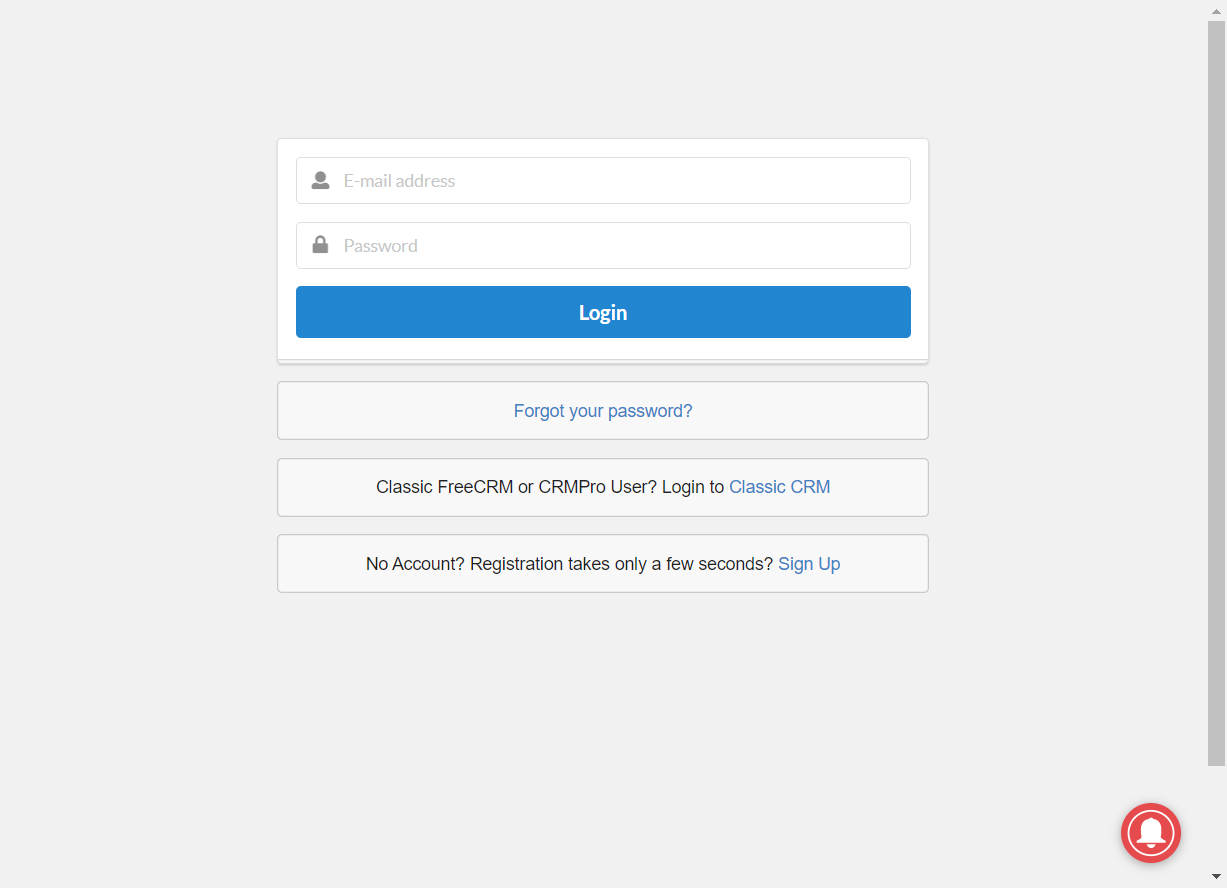 E-mail address
Password
Login
Forgot your password?
Classic FreeCRM or CRMPro User? Login to Classic CRM
No Account? Registration takes only a few seconds? Sign Up